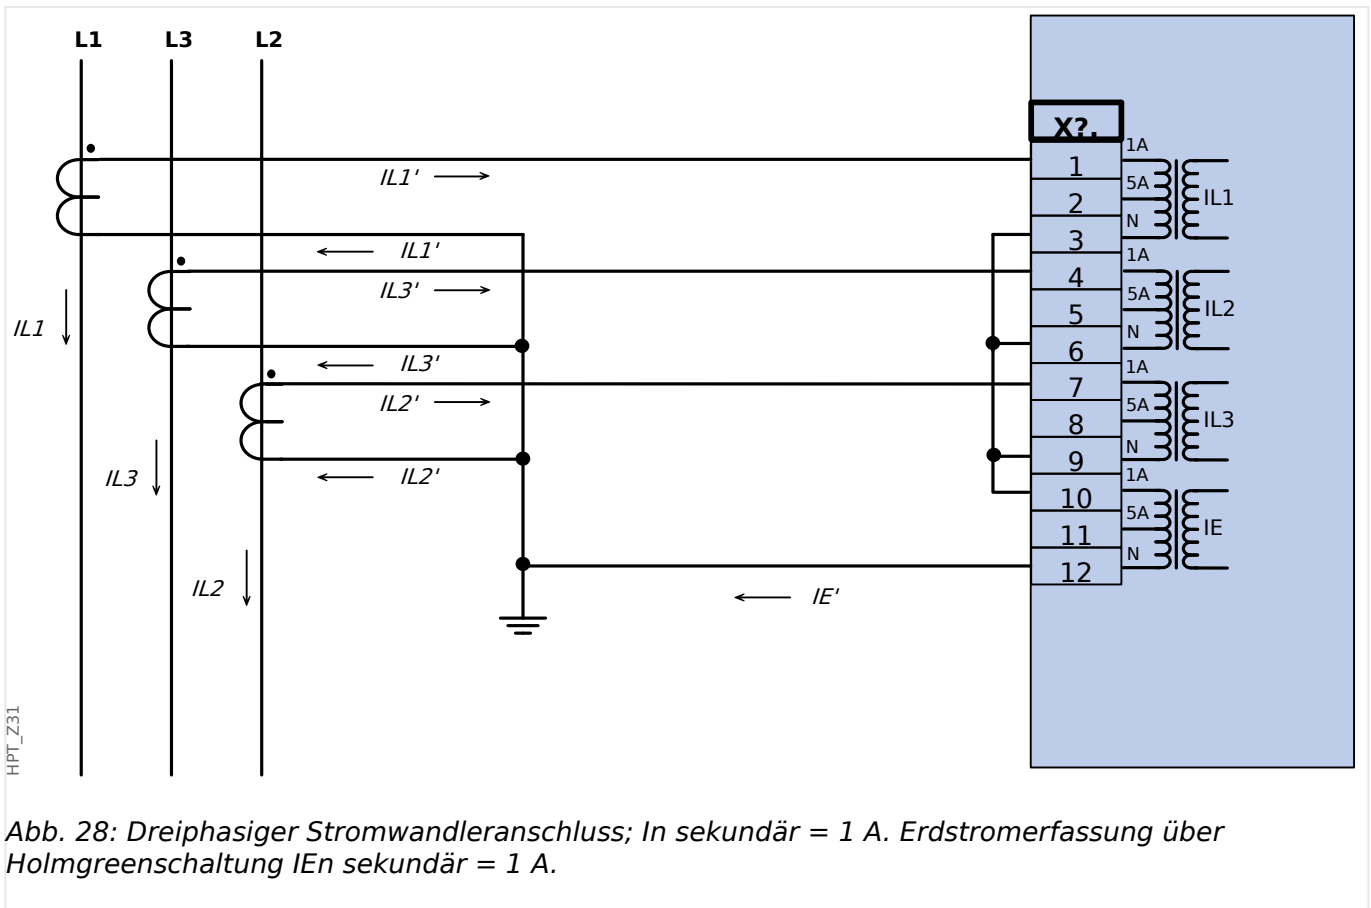 L1 L3 L2
X?.
1 1A
5A IL1
2
N
3
1A
4
5A IL2
5
N
6
1A
7
5A IL3
8
N
9
1A
10
5A IE
11
N
12
IL1'
IL1'
IL3'
IL1
IL3'
IL2'
IL3
IL2'
IL2
IE'
HPT_Z31
Abb. 28: Dreiphasiger Stromwandleranschluss; In sekundär = 1 A. Erdstromerfassung über
Holmgreenschaltung IEn sekundär = 1 A.